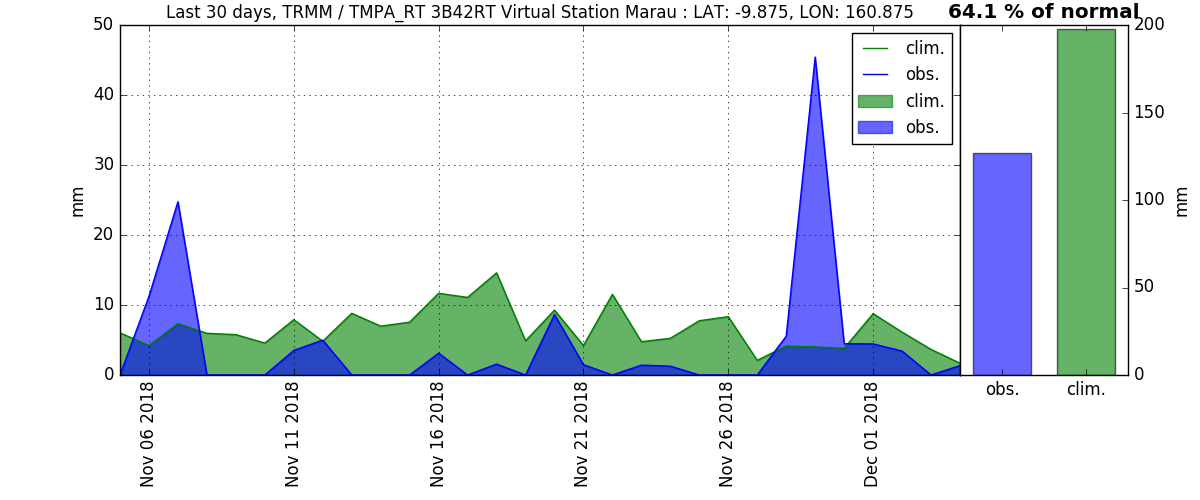 Last 30 days, TRMM / TMPA_RT 3B42RT Virtual Station Marau : LAT: -9.875, LON: 160.875
64.1 % of normal
50
40
30
20
10
0
mm
clim.
obs.
clim.
obs.
200
150
100
50
0
mm
Nov 06 2018
Nov 11 2018
Nov 16 2018
Nov 21 2018
Nov 26 2018
Dec 01 2018
obs.
clim.